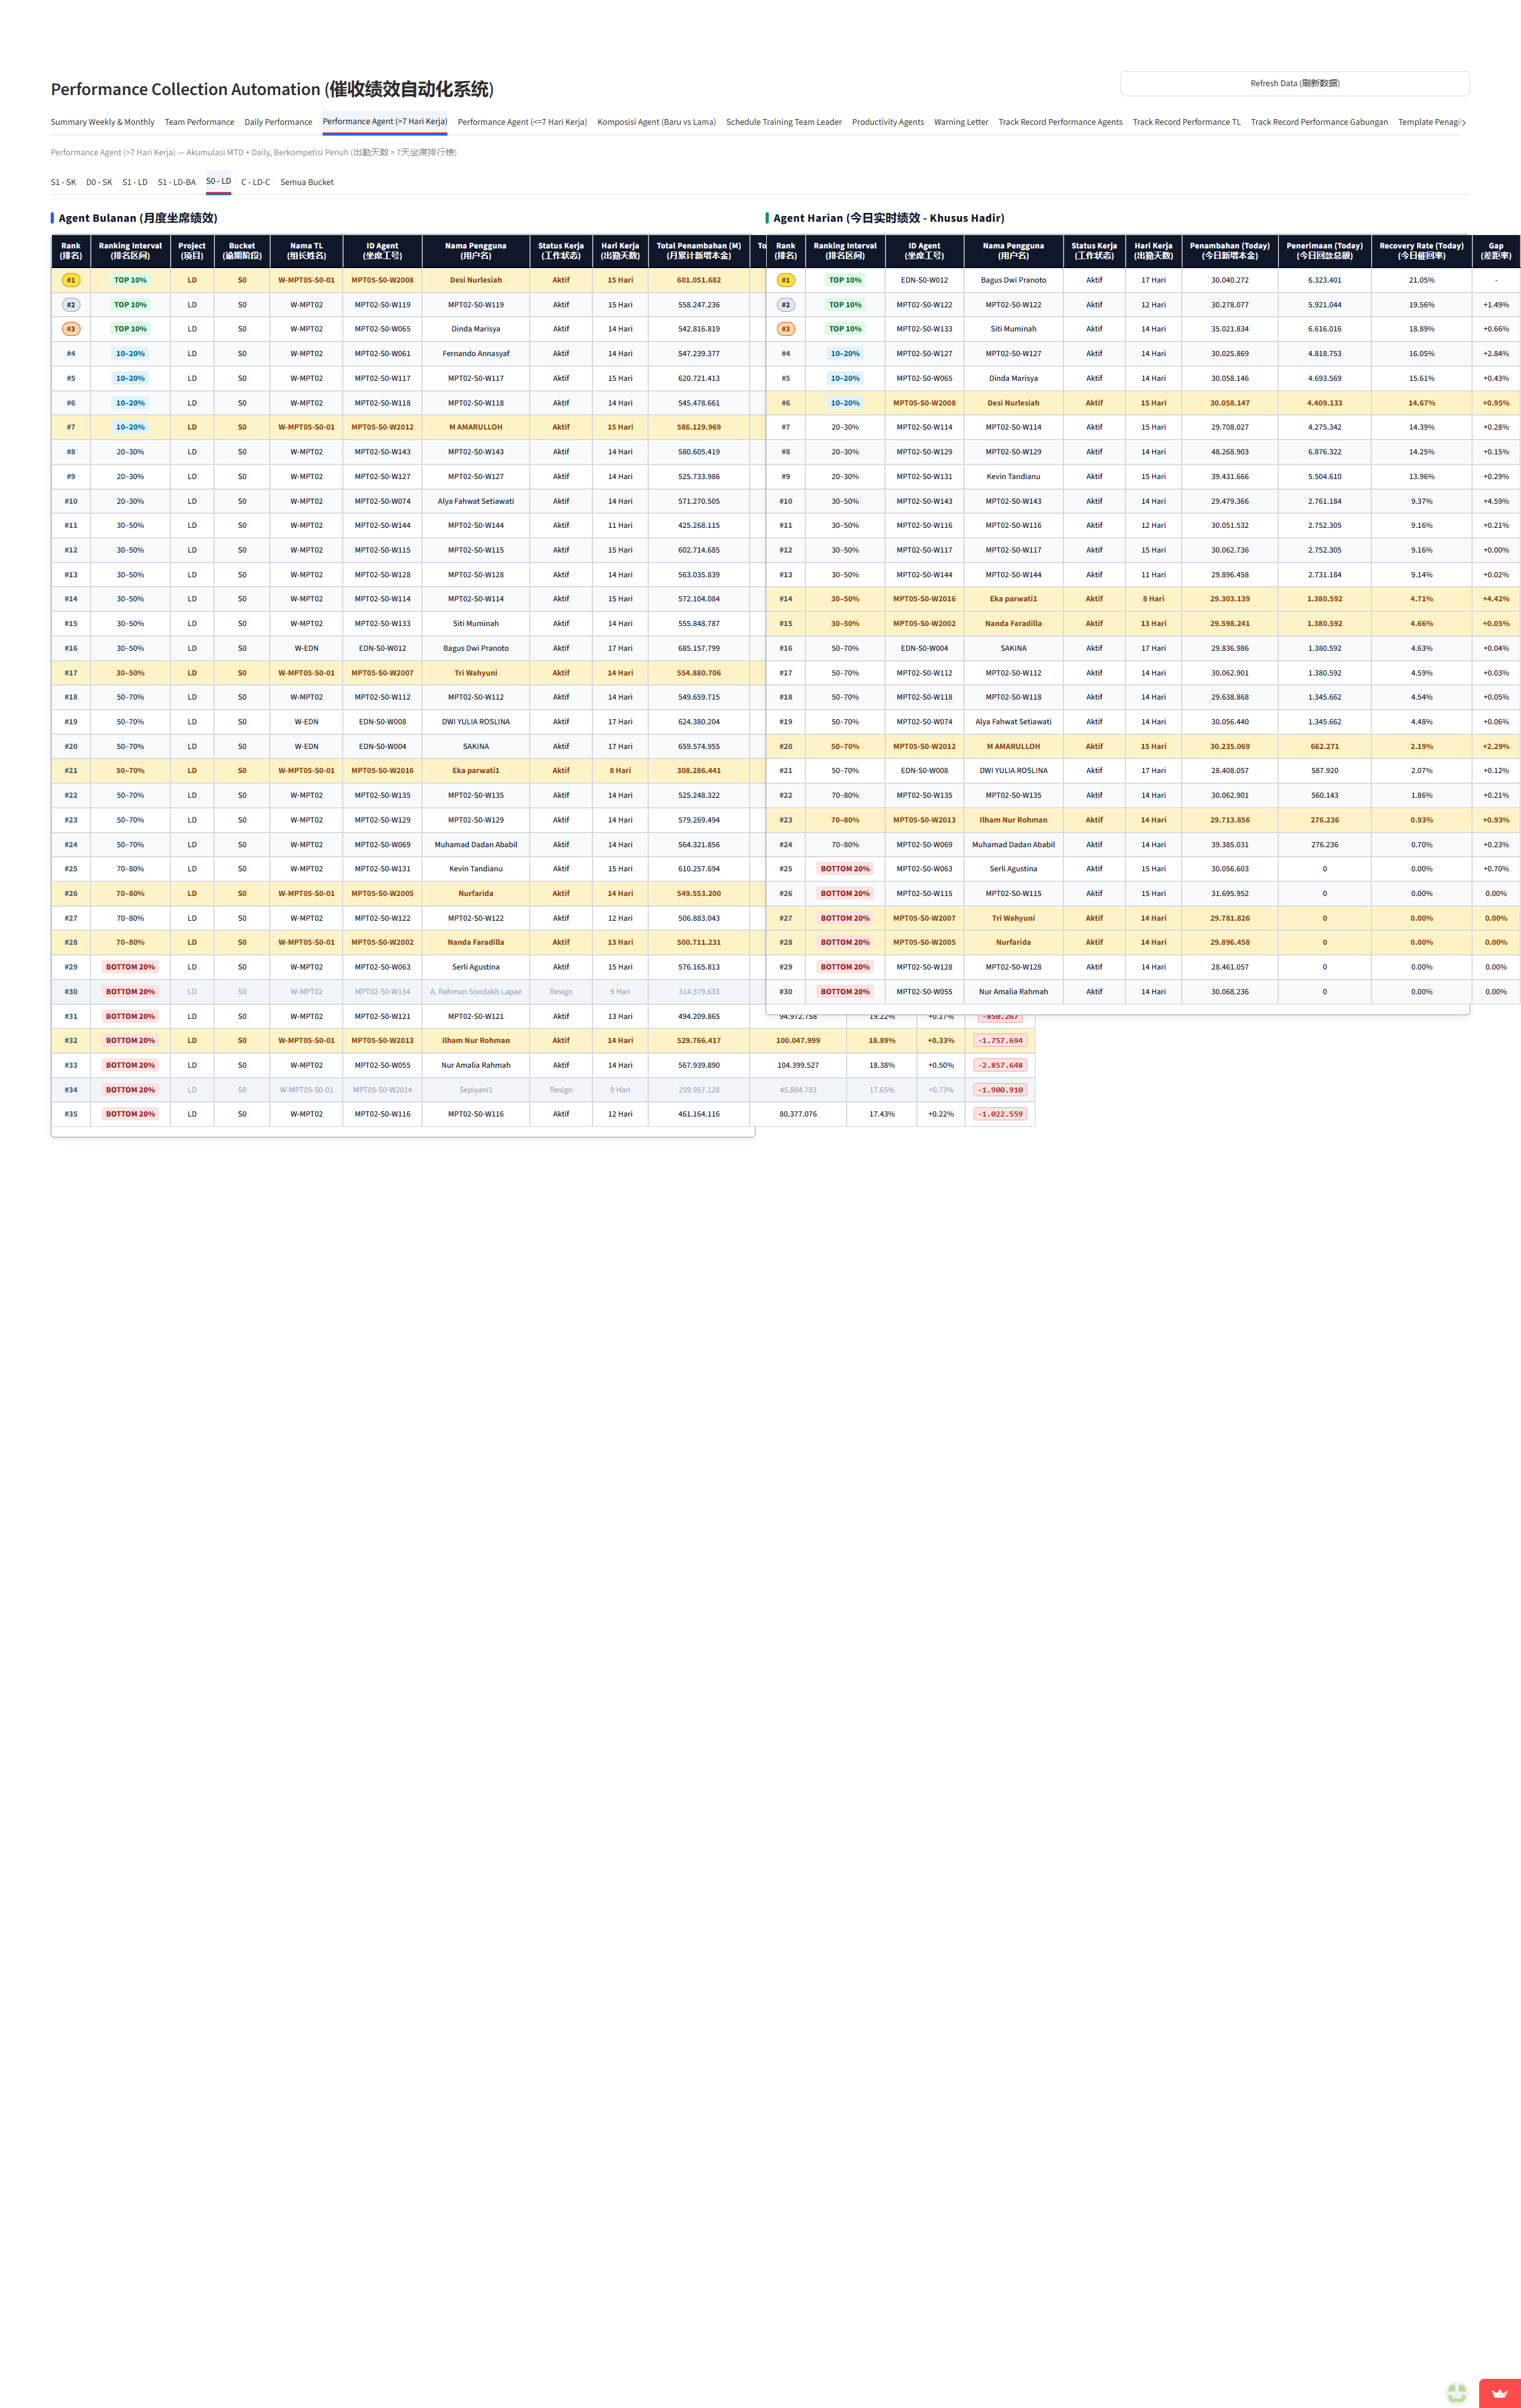 Performance Collection Automation (催收绩效自动化系统)
Refresh Data (刷新数据)
Summary Weekly & Monthly Team Performance Daily Performance Performance Agent (>7 Hari Kerja) Performance Agent (<=7 Hari Kerja) Komposisi Agent (Baru vs Lama) Schedule Training Team Leader Productivity Agents Warning Letter Track Record Performance Agents Track Record Performance TL Track Record Performance Gabungan Template Penagi
Performance Agent (>7 Hari Kerja) — Akumulasi MTD + Daily, Berkompetisi Penuh (出勤天数 > 7天坐席排行榜)
S1 - SK D0 - SK S1 - LD S1 - LD-BA S0 - LD C - LD-C Semua Bucket
Agent Bulanan (月度坐席绩效)
Rank Ranking Interval Project Bucket Nama TL ID Agent Nama Pengguna Status Kerja Hari Kerja Total Penambahan (M) To
(排名) (排名区间) (项目) (逾期阶段) (组长姓名) (坐席工号) (用户名) (工作状态) (出勤天数) (月累计新增本金)
#1 TOP 10% LD S0 W-MPT05-S0-01 MPT05-S0-W2008 Desi Nurlesiah Aktif 15 Hari 601.051.682
#2 TOP 10% LD S0 W-MPT02 MPT02-S0-W119 MPT02-S0-W119 Aktif 15 Hari 558.247.236
#3 TOP 10% LD S0 W-MPT02 MPT02-S0-W065 Dinda Marisya Aktif 14 Hari 542.816.819
#4 10–20% LD S0 W-MPT02 MPT02-S0-W061 Fernando Annasyaf Aktif 14 Hari 547.239.377
#5 10–20% LD S0 W-MPT02 MPT02-S0-W117 MPT02-S0-W117 Aktif 15 Hari 620.721.413
#6 10–20% LD S0 W-MPT02 MPT02-S0-W118 MPT02-S0-W118 Aktif 14 Hari 545.478.661
#7 10–20% LD S0 W-MPT05-S0-01 MPT05-S0-W2012 M AMARULLOH Aktif 15 Hari 586.129.969
#8 20–30% LD S0 W-MPT02 MPT02-S0-W143 MPT02-S0-W143 Aktif 14 Hari 580.605.419
#9 20–30% LD S0 W-MPT02 MPT02-S0-W127 MPT02-S0-W127 Aktif 14 Hari 525.733.986
#10 20–30% LD S0 W-MPT02 MPT02-S0-W074 Alya Fahwat Setiawati Aktif 14 Hari 571.270.505
#11 30–50% LD S0 W-MPT02 MPT02-S0-W144 MPT02-S0-W144 Aktif 11 Hari 425.268.115
#12 30–50% LD S0 W-MPT02 MPT02-S0-W115 MPT02-S0-W115 Aktif 15 Hari 602.714.685
#13 30–50% LD S0 W-MPT02 MPT02-S0-W128 MPT02-S0-W128 Aktif 14 Hari 563.035.839
#14 30–50% LD S0 W-MPT02 MPT02-S0-W114 MPT02-S0-W114 Aktif 15 Hari 572.104.084
#15 30–50% LD S0 W-MPT02 MPT02-S0-W133 Siti Muminah Aktif 14 Hari 555.848.787
#16 30–50% LD S0 W-EDN EDN-S0-W012 Bagus Dwi Pranoto Aktif 17 Hari 685.157.799
#17 30–50% LD S0 W-MPT05-S0-01 MPT05-S0-W2007 Tri Wahyuni Aktif 14 Hari 554.880.706
#18 50–70% LD S0 W-MPT02 MPT02-S0-W112 MPT02-S0-W112 Aktif 14 Hari 549.659.715
#19 50–70% LD S0 W-EDN EDN-S0-W008 DWI YULIA ROSLINA Aktif 17 Hari 624.380.204
#20 50–70% LD S0 W-EDN EDN-S0-W004 SAKINA Aktif 17 Hari 659.574.955
#21 50–70% LD S0 W-MPT05-S0-01 MPT05-S0-W2016 Eka parwati1 Aktif 8 Hari 308.286.441
#22 50–70% LD S0 W-MPT02 MPT02-S0-W135 MPT02-S0-W135 Aktif 14 Hari 525.248.322
#23 50–70% LD S0 W-MPT02 MPT02-S0-W129 MPT02-S0-W129 Aktif 14 Hari 579.269.494
#24 50–70% LD S0 W-MPT02 MPT02-S0-W069 Muhamad Dadan Ababil Aktif 14 Hari 564.321.856
#25 70–80% LD S0 W-MPT02 MPT02-S0-W131 Kevin Tandianu Aktif 15 Hari 610.257.694
#26 70–80% LD S0 W-MPT05-S0-01 MPT05-S0-W2005 Nurfarida Aktif 14 Hari 549.553.200
#27 70–80% LD S0 W-MPT02 MPT02-S0-W122 MPT02-S0-W122 Aktif 12 Hari 506.883.043
#28 70–80% LD S0 W-MPT05-S0-01 MPT05-S0-W2002 Nanda Faradilla Aktif 13 Hari 500.711.231
#29 BOTTOM 20% LD S0 W-MPT02 MPT02-S0-W063 Serli Agustina Aktif 15 Hari 576.165.813
#30 BOTTOM 20% LD S0 W-MPT02 MPT02-S0-W134 A. Rahman Sondakh Lapae Resign 9 Hari 314.379.633
#31 BOTTOM 20% LD S0 W-MPT02 MPT02-S0-W121 MPT02-S0-W121 Aktif 13 Hari 494.209.865 94.972.758 19.22% +0.17% -850.267
#32 BOTTOM 20% LD S0 W-MPT05-S0-01 MPT05-S0-W2013 Ilham Nur Rohman Aktif 14 Hari 529.766.417 100.047.999 18.89% +0.33% -1.757.694
#33 BOTTOM 20% LD S0 W-MPT02 MPT02-S0-W055 Nur Amalia Rahmah Aktif 14 Hari 567.939.890 104.399.527 18.38% +0.50% -2.857.648
#34 BOTTOM 20% LD S0 W-MPT05-S0-01 MPT05-S0-W2014 Sepiyani1 Resign 9 Hari 259.957.128 45.884.783 17.65% +0.73% -1.900.910
#35 BOTTOM 20% LD S0 W-MPT02 MPT02-S0-W116 MPT02-S0-W116 Aktif 12 Hari 461.164.116 80.377.076 17.43% +0.22% -1.022.559
Agent Harian (今日实时绩效 - Khusus Hadir)
Rank Ranking Interval ID Agent Nama Pengguna Status Kerja Hari Kerja Penambahan (Today) Penerimaan (Today) Recovery Rate (Today) Gap
(排名) (排名区间) (坐席工号) (用户名) (工作状态) (出勤天数) (今日新增本金) (今日回款总额) (今日催回率) (差距率)
#1 TOP 10% EDN-S0-W012 Bagus Dwi Pranoto Aktif 17 Hari 30.040.272 6.323.401 21.05% -
#2 TOP 10% MPT02-S0-W122 MPT02-S0-W122 Aktif 12 Hari 30.278.077 5.921.044 19.56% +1.49%
#3 TOP 10% MPT02-S0-W133 Siti Muminah Aktif 14 Hari 35.021.834 6.616.016 18.89% +0.66%
#4 10–20% MPT02-S0-W127 MPT02-S0-W127 Aktif 14 Hari 30.025.869 4.818.753 16.05% +2.84%
#5 10–20% MPT02-S0-W065 Dinda Marisya Aktif 14 Hari 30.058.146 4.693.569 15.61% +0.43%
#6 10–20% MPT05-S0-W2008 Desi Nurlesiah Aktif 15 Hari 30.058.147 4.409.133 14.67% +0.95%
#7 20–30% MPT02-S0-W114 MPT02-S0-W114 Aktif 15 Hari 29.708.027 4.275.342 14.39% +0.28%
#8 20–30% MPT02-S0-W129 MPT02-S0-W129 Aktif 14 Hari 48.268.903 6.876.322 14.25% +0.15%
#9 20–30% MPT02-S0-W131 Kevin Tandianu Aktif 15 Hari 39.431.666 5.504.610 13.96% +0.29%
#10 30–50% MPT02-S0-W143 MPT02-S0-W143 Aktif 14 Hari 29.479.366 2.761.184 9.37% +4.59%
#11 30–50% MPT02-S0-W116 MPT02-S0-W116 Aktif 12 Hari 30.051.532 2.752.305 9.16% +0.21%
#12 30–50% MPT02-S0-W117 MPT02-S0-W117 Aktif 15 Hari 30.062.736 2.752.305 9.16% +0.00%
#13 30–50% MPT02-S0-W144 MPT02-S0-W144 Aktif 11 Hari 29.896.458 2.731.184 9.14% +0.02%
#14 30–50% MPT05-S0-W2016 Eka parwati1 Aktif 8 Hari 29.303.139 1.380.592 4.71% +4.42%
#15 30–50% MPT05-S0-W2002 Nanda Faradilla Aktif 13 Hari 29.598.241 1.380.592 4.66% +0.05%
#16 50–70% EDN-S0-W004 SAKINA Aktif 17 Hari 29.836.986 1.380.592 4.63% +0.04%
#17 50–70% MPT02-S0-W112 MPT02-S0-W112 Aktif 14 Hari 30.062.901 1.380.592 4.59% +0.03%
#18 50–70% MPT02-S0-W118 MPT02-S0-W118 Aktif 14 Hari 29.638.868 1.345.662 4.54% +0.05%
#19 50–70% MPT02-S0-W074 Alya Fahwat Setiawati Aktif 14 Hari 30.056.440 1.345.662 4.48% +0.06%
#20 50–70% MPT05-S0-W2012 M AMARULLOH Aktif 15 Hari 30.235.069 662.271 2.19% +2.29%
#21 50–70% EDN-S0-W008 DWI YULIA ROSLINA Aktif 17 Hari 28.408.057 587.920 2.07% +0.12%
#22 70–80% MPT02-S0-W135 MPT02-S0-W135 Aktif 14 Hari 30.062.901 560.143 1.86% +0.21%
#23 70–80% MPT05-S0-W2013 Ilham Nur Rohman Aktif 14 Hari 29.713.856 276.236 0.93% +0.93%
#24 70–80% MPT02-S0-W069 Muhamad Dadan Ababil Aktif 14 Hari 39.385.031 276.236 0.70% +0.23%
#25 BOTTOM 20% MPT02-S0-W063 Serli Agustina Aktif 15 Hari 30.056.603 0 0.00% +0.70%
#26 BOTTOM 20% MPT02-S0-W115 MPT02-S0-W115 Aktif 15 Hari 31.695.952 0 0.00% 0.00%
#27 BOTTOM 20% MPT05-S0-W2007 Tri Wahyuni Aktif 14 Hari 29.781.826 0 0.00% 0.00%
#28 BOTTOM 20% MPT05-S0-W2005 Nurfarida Aktif 14 Hari 29.896.458 0 0.00% 0.00%
#29 BOTTOM 20% MPT02-S0-W128 MPT02-S0-W128 Aktif 14 Hari 28.461.057 0 0.00% 0.00%
#30 BOTTOM 20% MPT02-S0-W055 Nur Amalia Rahmah Aktif 14 Hari 30.068.236 0 0.00% 0.00%